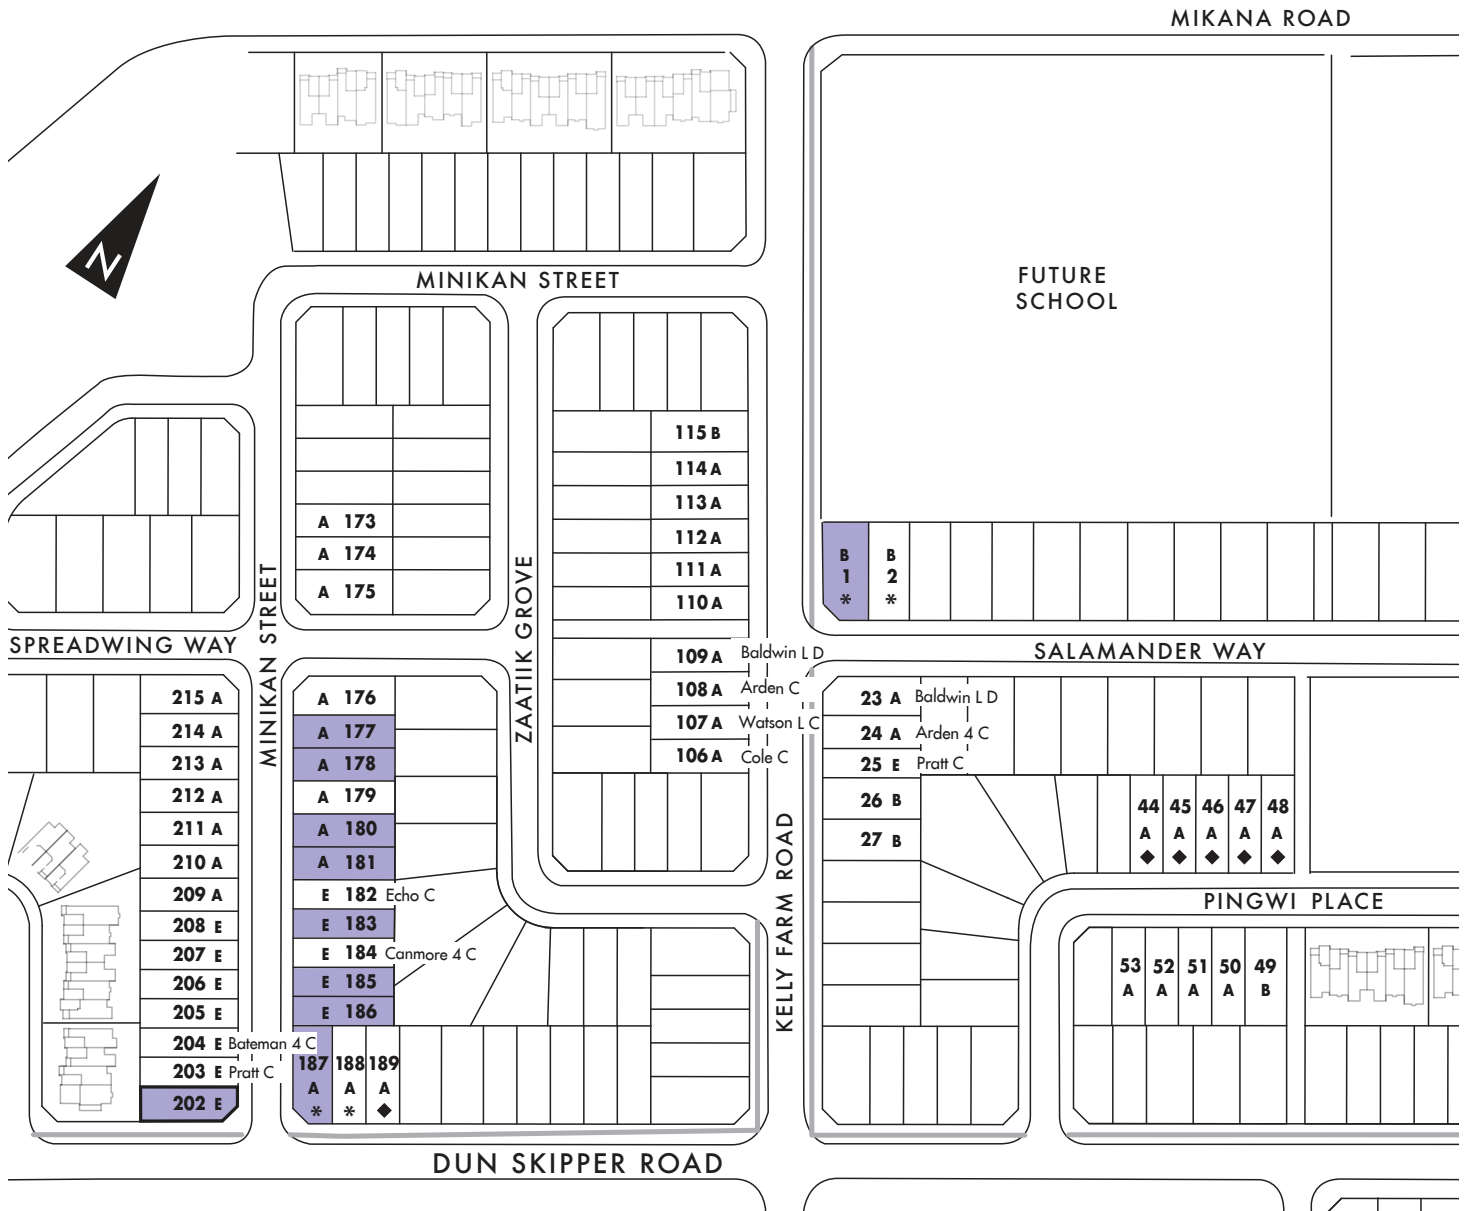 MIKANA ROAD
N
MINIKAN STREET
FUTURE
SCHOOL
115 B
114 A
113 A
112 A
111 A
110 A
109 A Baldwin L D
108 A Arden C
107 A Watson L C
106 A Cole C
A 173
A 174
A 175
B
1
*
B
2
*
SPREADWING WAY
MINIKAN STREET
ZAATIIK GROVE
SALAMANDER WAY
215 A
214 A
213 A
212 A
211 A
210 A
209 A
208 E
207 E
206 E
205 E
204 E Bateman 4 C
203 E Pratt C
202 E
A 176
A 177
A 178
A 179
A 180
A 181
E 182 Echo C
E 183
E 184 Canmore 4 C
E 185
E 186
187
A
*
188
A
*
189
A
◆
23 A Baldwin L D
24 A Arden 4 C
25 E Pratt C
26 B
27 B
KELLY FARM ROAD
44
A
◆
45
A
◆
46
A
◆
47
A
◆
48
A
◆
PINGWI PLACE
53
A
52
A
51
A
50
A
49
B
DUN SKIPPER ROAD